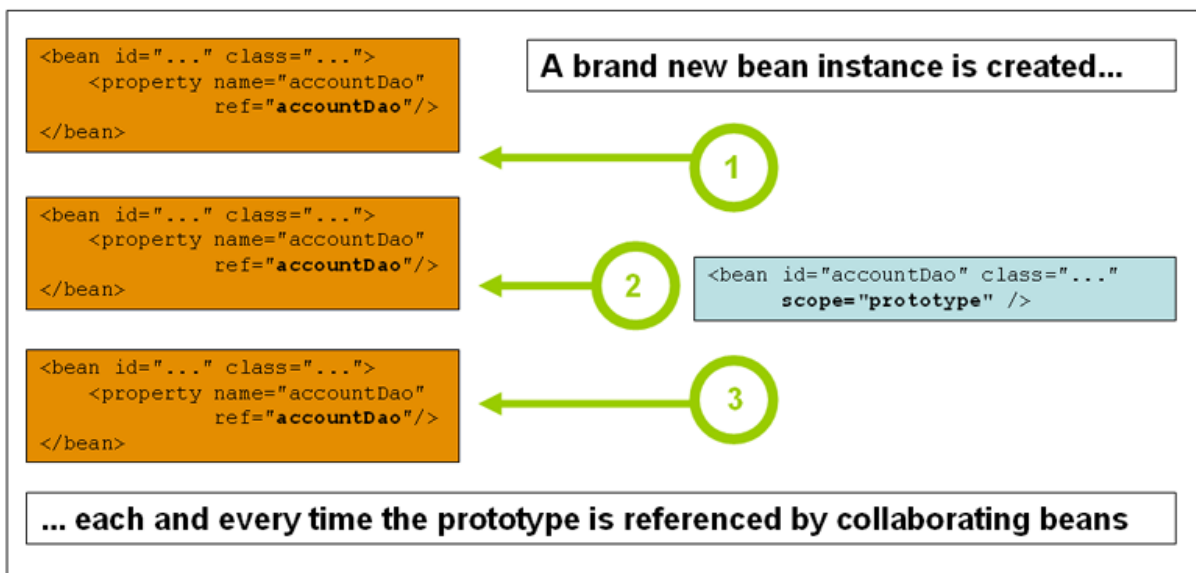 <bean id="..." class="...">
    <property name="accountDao"
              ref="accountDao"/>
</bean>
A brand new bean instance is created...
1
<bean id="..." class="...">
    <property name="accountDao"
              ref="accountDao"/>
</bean>
2
<bean id="accountDao" class="..."
      scope="prototype" />
<bean id="..." class="...">
    <property name="accountDao"
              ref="accountDao"/>
</bean>
3
... each and every time the prototype is referenced by collaborating beans